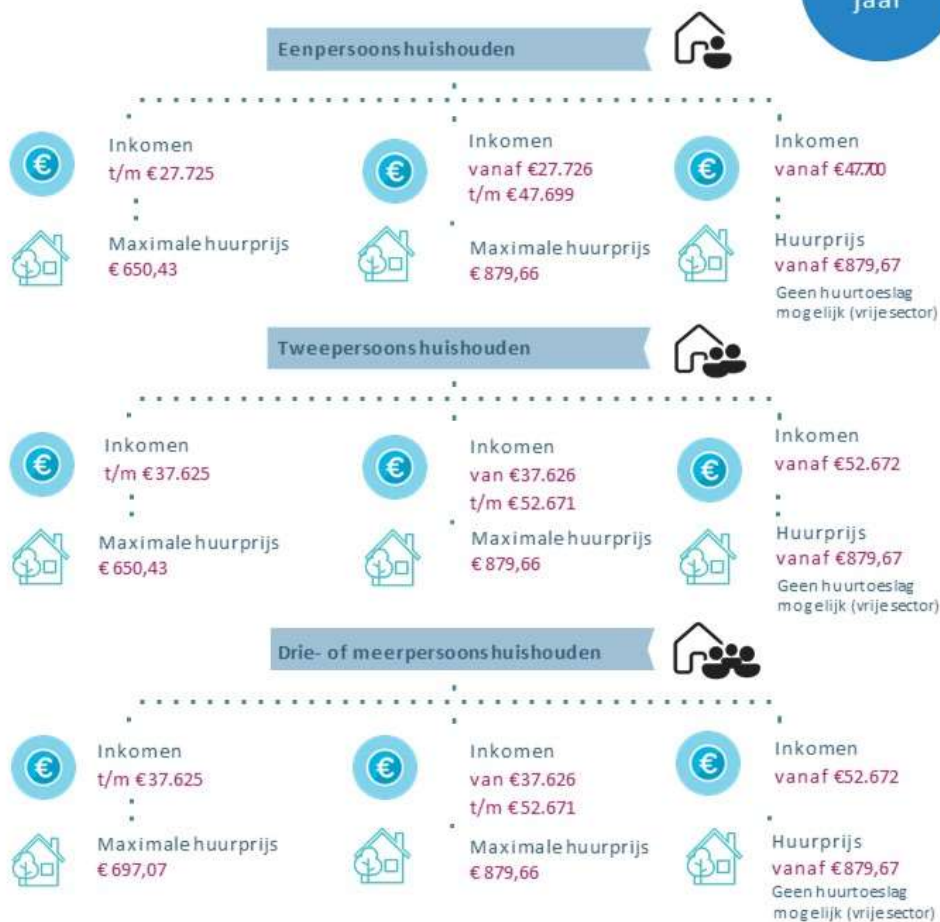 jaar
Eenpersoonshuishouden
Inkomen
t/m €27.725
Maximale huurprijs
€ 650,43
Inkomen
vanaf €27.726
t/m €47.699
Maximale huurprijs
€ 879,66
Inkomen
vanaf €47.700
Huurprijs
vanaf €879,67
Geen huurtoeslag
mogelijk (vrije sector)
Tweepersoonshuishouden
Inkomen
t/m €37.625
Maximale huurprijs
€ 650,43
Inkomen
van €37.626
t/m €52.671
Maximale huurprijs
€ 879,66
Inkomen
vanaf €52.672
Huurprijs
vanaf €879,67
Geen huurtoeslag
mogelijk (vrije sector)
Drie- of meerpersoonshuishouden
Inkomen
t/m €37.625
Maximale huurprijs
€ 697,07
Inkomen
van €37.626
t/m €52.671
Maximale huurprijs
€ 879,66
Inkomen
vanaf €52.672
Huurprijs
vanaf €879,67
Geen huurtoeslag
mogelijk (vrije sector)